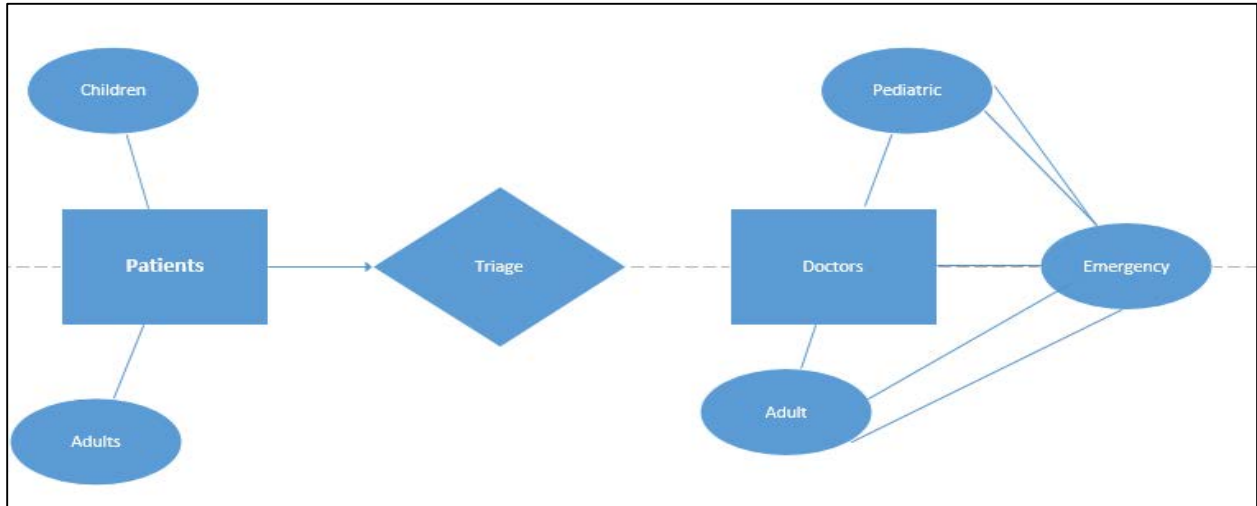 Children
Pediatric
Patients
Triage
Doctors
Emergency
Adults
Adult